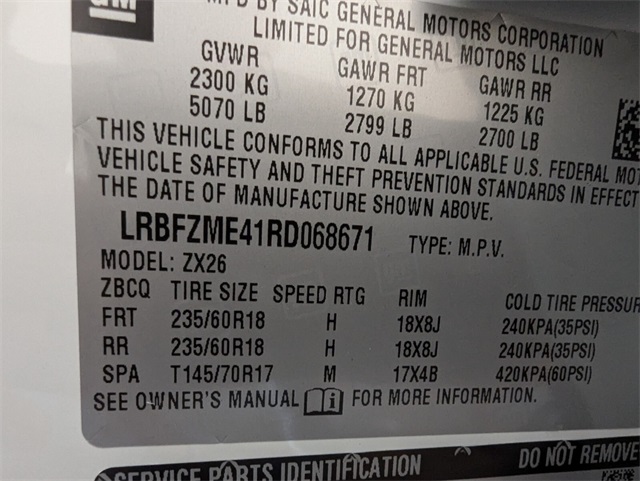 GM
MFD BY SAIC GENERAL MOTORS CORPORATION
LIMITED FOR GENERAL MOTORS LLC
GVWR GAWR FRT GAWR RR
2300 KG 1270 KG 1225 KG
5070 LB 2799 LB 2700 LB
THIS VEHICLE CONFORMS TO ALL APPLICABLE U.S. FEDERAL MOT
VEHICLE SAFETY AND THEFT PREVENTION STANDARDS IN EFFECT
THE DATE OF MANUFACTURE SHOWN ABOVE.
LRBFZME41RD068671 TYPE: M.P.V.
MODEL: ZX26
ZBCQ TIRE SIZE SPEED RTG RIM COLD TIRE PRESSUR
FRT 235/60R18 H 18X8J 240KPA(35PSI)
RR 235/60R18 H 18X8J 240KPA(35PSI)
SPA T145/70R17 M 17X4B 420KPA(60PSI)
SEE OWNER'S MANUAL i FOR MORE INFORMATION.
SERVICE PARTS IDENTIFICATION DO NOT REMOVE